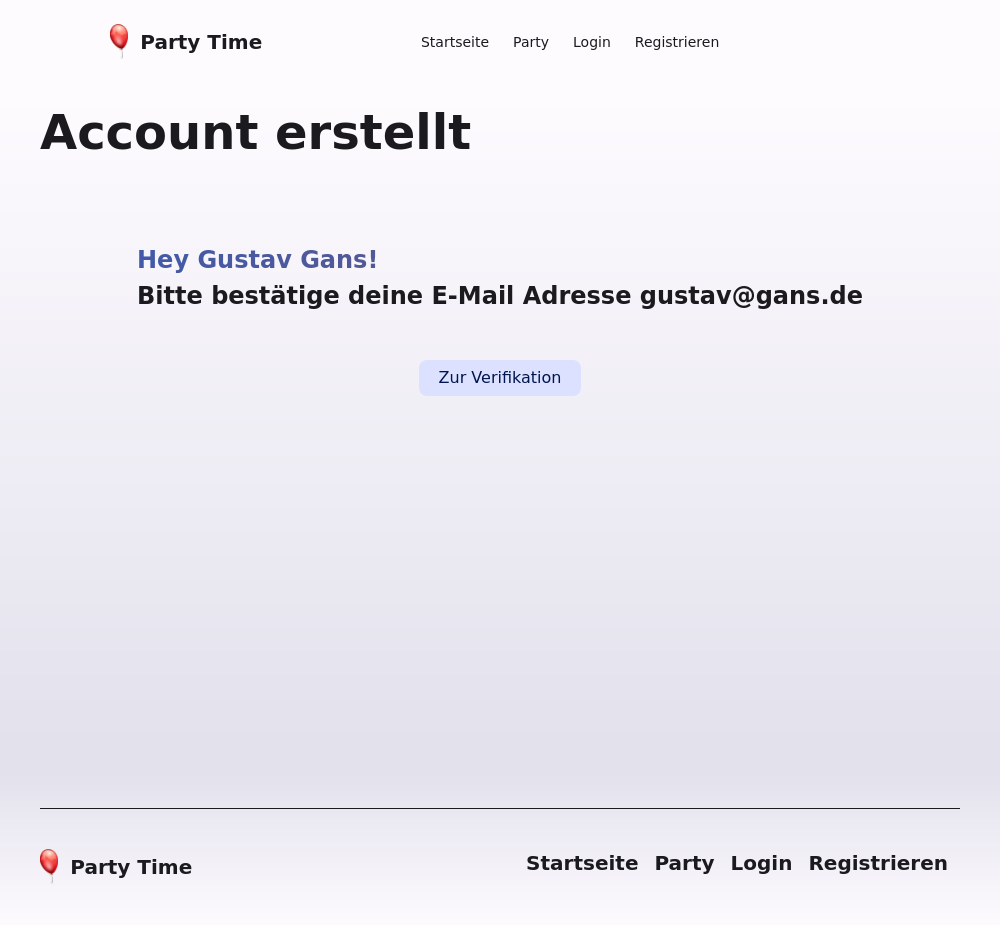 Party Time
Startseite Party Login Registrieren
Account erstellt
Hey Gustav Gans!
Bitte bestätige deine E-Mail Adresse gustav@gans.de
Zur Verifikation
Party Time
Startseite Party Login Registrieren